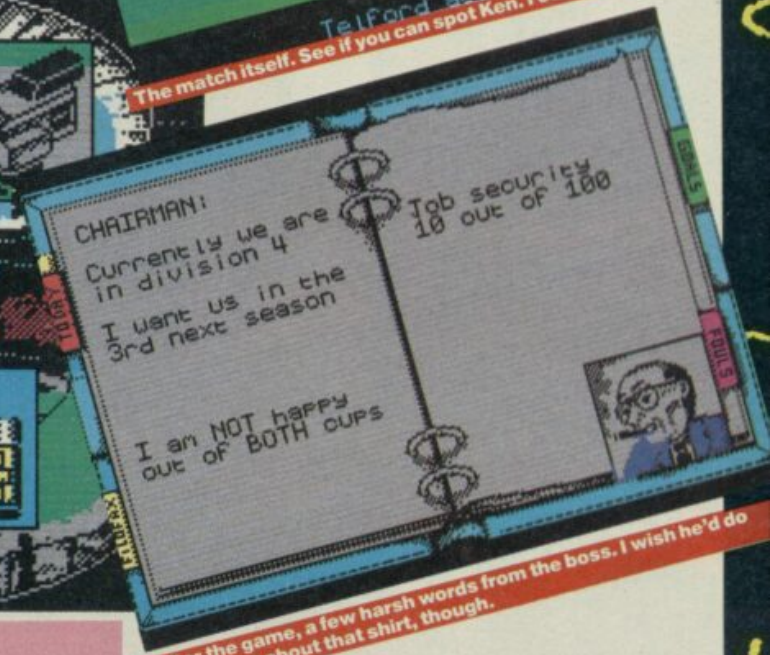 Telford
The match itself. See if you can spot Ken. I
CHAIRMAN:
Currently we are
in division 4
I want us in the
3rd next season
I am NOT happy
out of BOTH cups
Job security
10 out of 100
GOALS
FOULS
the game, a few harsh words from the boss. I wish he'd do
about that shirt, though.